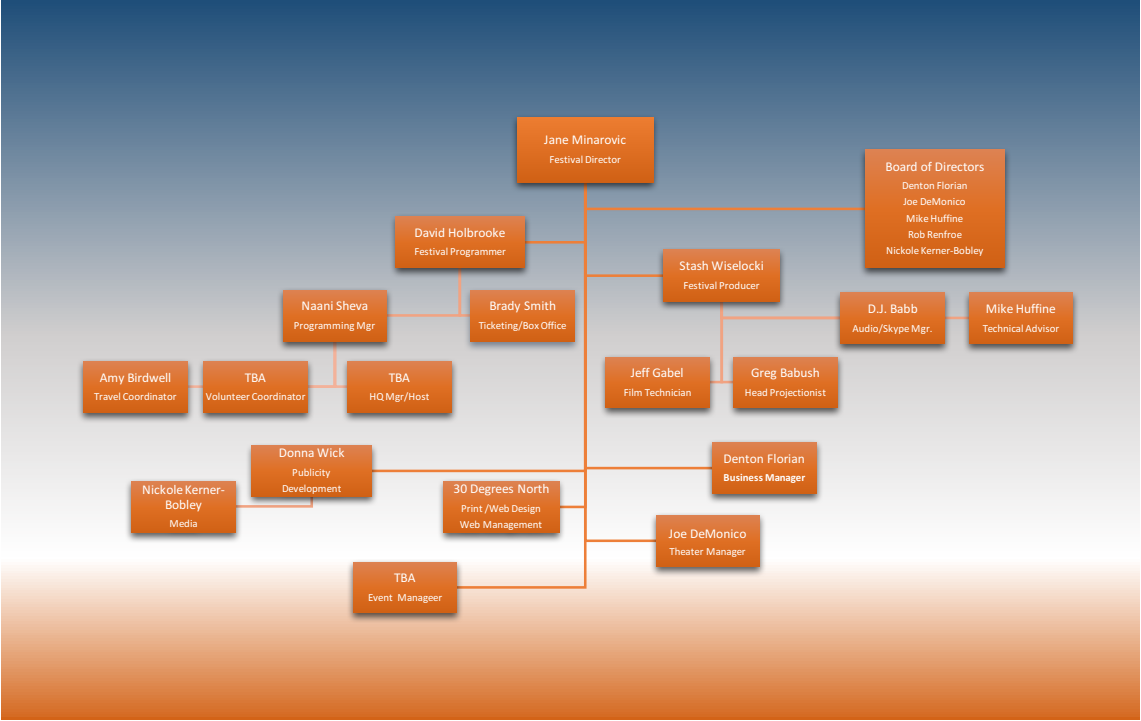 Jane Minarovic
Festival Director
Board of Directors
Denton Florian
Joe DeMonico
Mike Huffine
Rob Renfroe
Nickole Kerner-Bobley
David Holbrooke
Festival Programmer
Stash Wiselocki
Festival Producer
Naani Sheva
Programming Mgr
Brady Smith
Ticketing/Box Office
D.J. Babb
Audio/Skype Mgr.
Mike Huffine
Technical Advisor
Amy Birdwell
Travel Coordinator
TBA
Volunteer Coordinator
TBA
HQ Mgr/Host
Jeff Gabel
Film Technician
Greg Babush
Head Projectionist
Donna Wick
Publicity
Development
Denton Florian
Business Manager
Nickole Kerner-
Bobley
Media
30 Degrees North
Print /Web Design
Web Management
Joe DeMonico
Theater Manager
TBA
Event Manageer